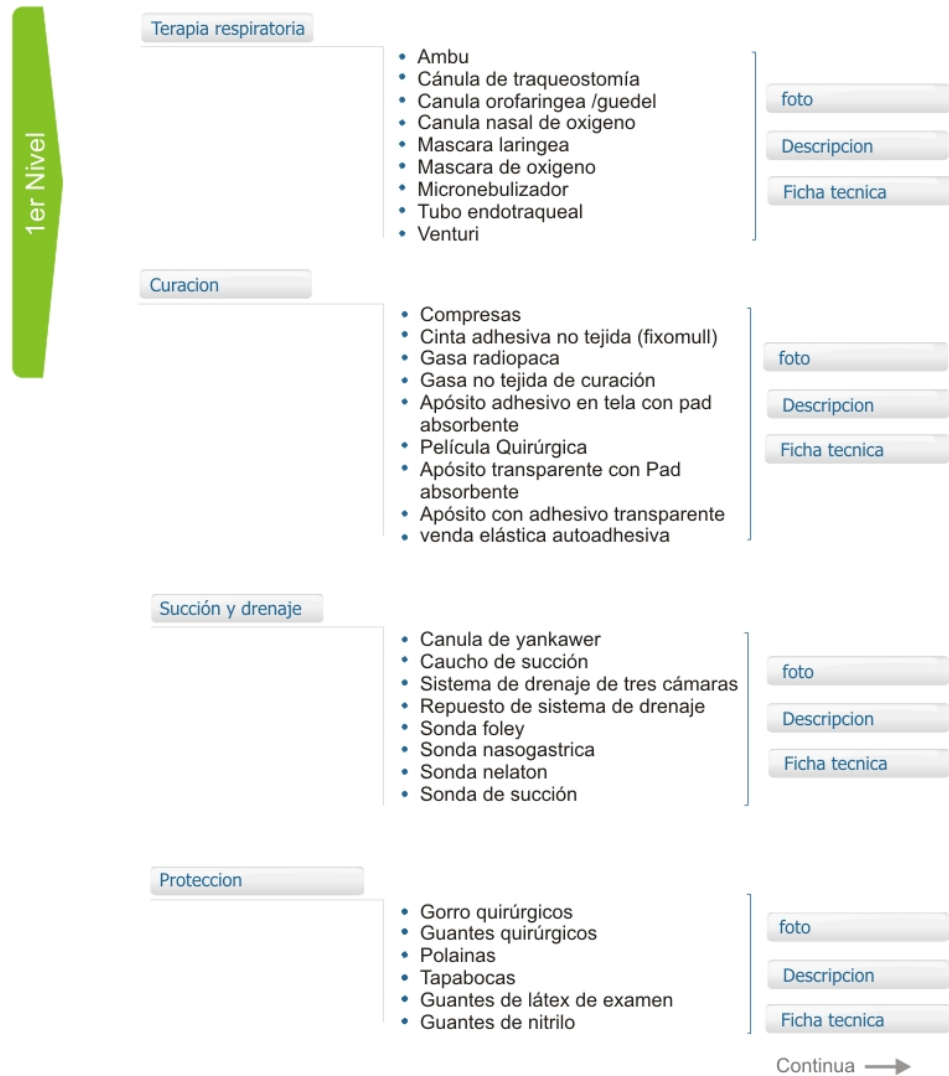 1er Nivel
Terapia respiratoria
Ambu
Cánula de traqueostomía
Canula orofaringea /guedel
Canula nasal de oxigeno
Mascara laringea
Mascara de oxigeno
Micronebulizador
Tubo endotraqueal
Venturi
foto
Descripcion
Ficha tecnica
Curacion
Compresas
Cinta adhesiva no tejida (fixomull)
Gasa radiopaca
Gasa no tejida de curación
Apósito adhesivo en tela con pad
absorbente
Película Quirúrgica
Apósito transparente con Pad
absorbente
Apósito con adhesivo transparente
venda elástica autoadhesiva
foto
Descripcion
Ficha tecnica
Succión y drenaje
Canula de yankawer
Caucho de succión
Sistema de drenaje de tres cámaras
Repuesto de sistema de drenaje
Sonda foley
Sonda nasogastrica
Sonda nelaton
Sonda de succión
foto
Descripcion
Ficha tecnica
Proteccion
Gorro quirúrgicos
Guantes quirúrgicos
Polainas
Tapabocas
Guantes de látex de examen
Guantes de nitrilo
foto
Descripcion
Ficha tecnica
Continua